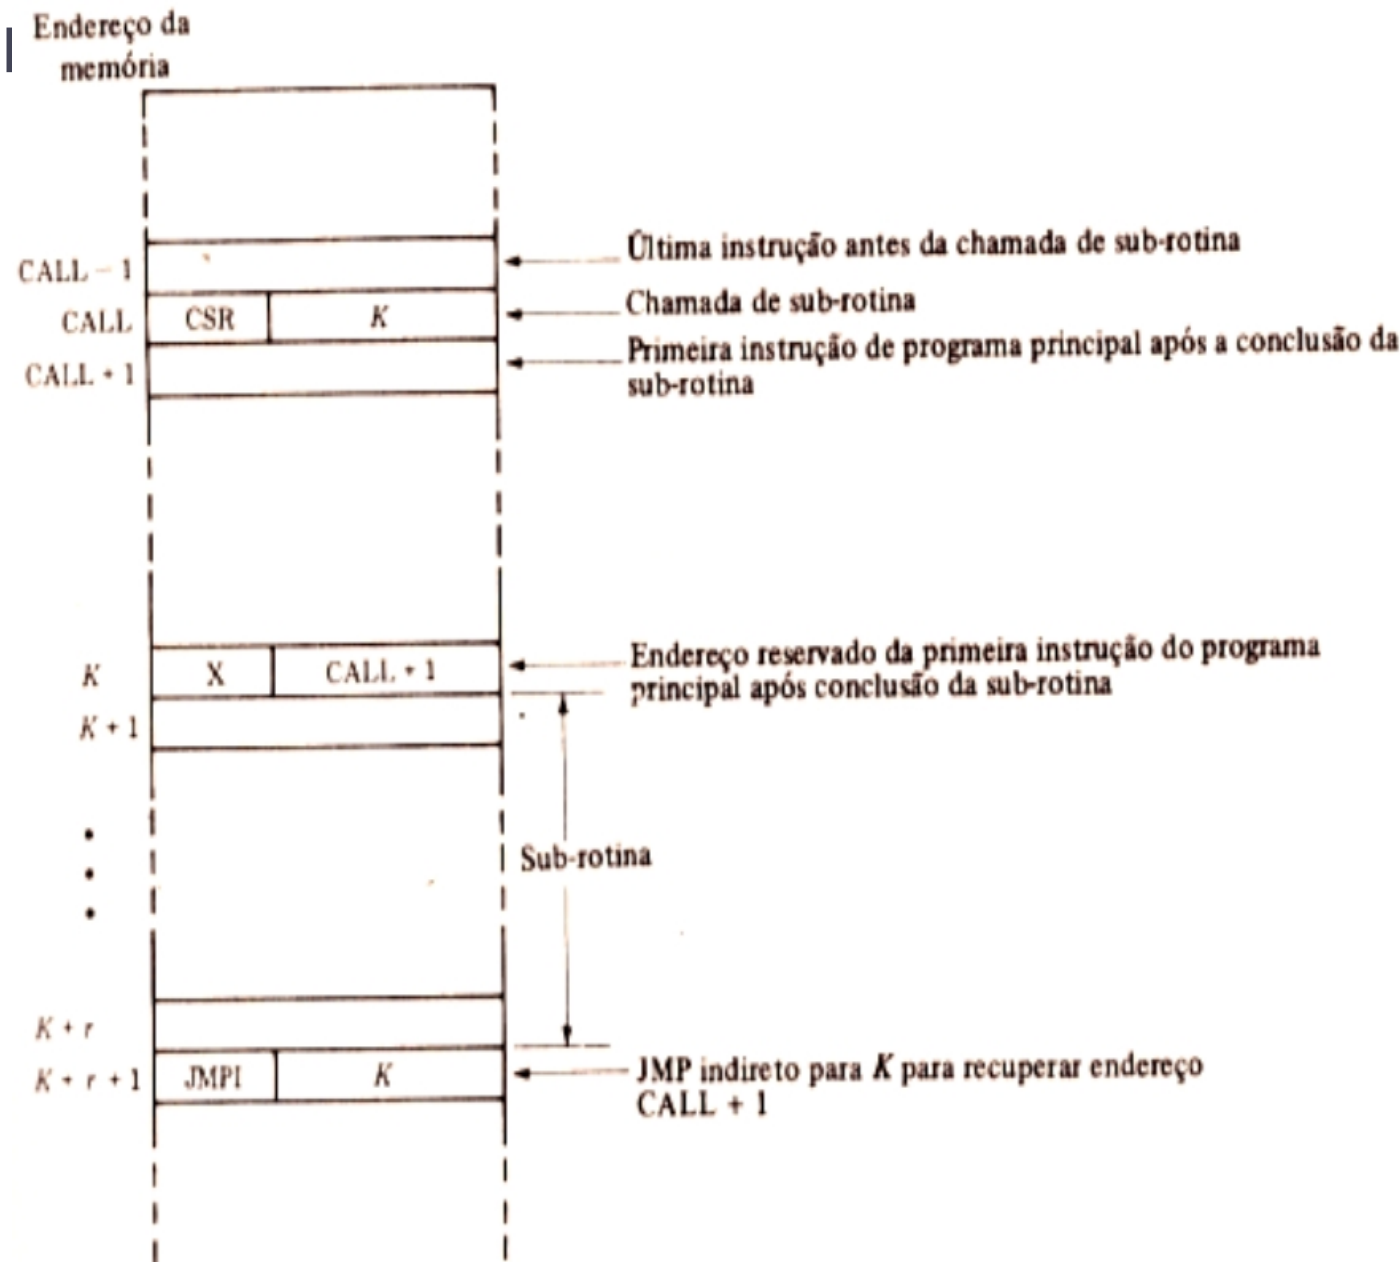 Endereço da
memória
CALL - 1
Última instrução antes da chamada de sub-rotina
CALL CSR K
Chamada de sub-rotina
CALL + 1
Primeira instrução de programa principal após a conclusão da
sub-rotina
K X CALL + 1
Endereço reservado da primeira instrução do programa
principal após conclusão da sub-rotina
K + 1
Sub-rotina
K + r
K + r + 1 JMPI K
JMP indireto para K para recuperar endereço
CALL + 1